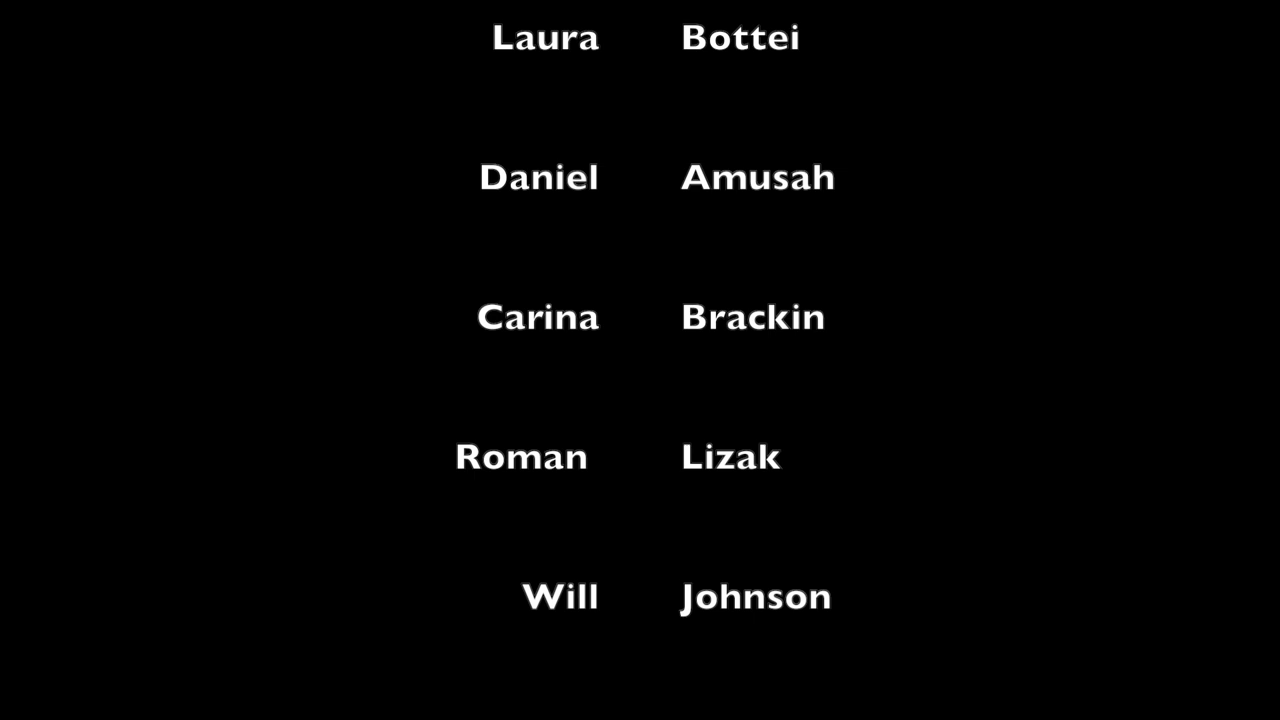 Laura Bottei
Daniel Amusah
Carina Brackin
Roman Lizak
Will Johnson